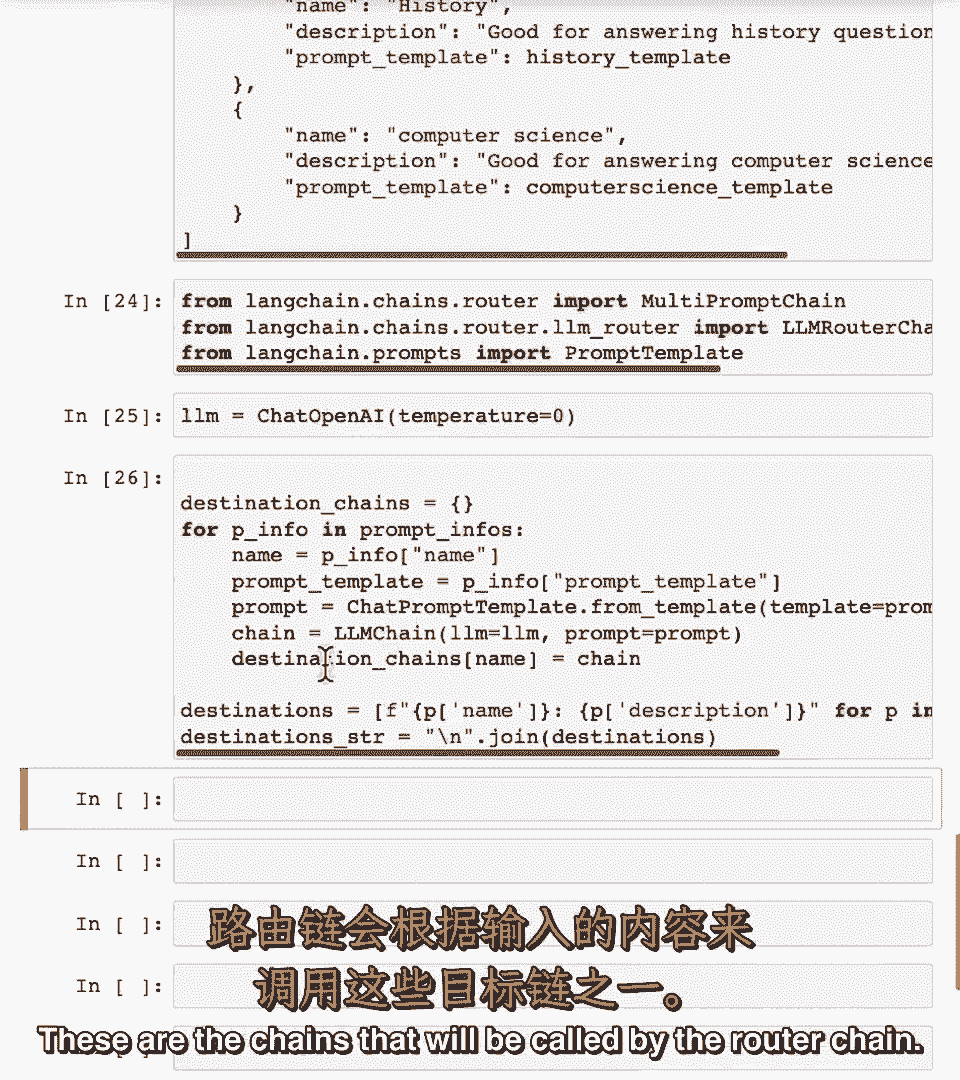 "name": "History",
"description": "Good for answering history question
"prompt_template": history_template
},
{
"name": "computer science",
"description": "Good for answering computer science
"prompt_template": computerscience_template
}
]
In [24]: from langchain.chains.router import MultiPromptChain
from langchain.chains.router.llm_router import LLMRouterCha
from langchain.prompts import PromptTemplate
In [25]: llm = ChatOpenAI(temperature=0)
In [26]:
destination_chains = {}
for p_info in prompt_infos:
name = p_info["name"]
prompt_template = p_info["prompt_template"]
prompt = ChatPromptTemplate.from_template(template=prom
chain = LLMChain(llm=llm, prompt=prompt)
destination_chains[name] = chain
destinations = [f"{p['name']}: {p['description']}" for p in
destinations_str = "\n".join(destinations)
In [ ]:
In [ ]:
In [ ]:
路由链会根据输入的内容来
In [ ]:
调用这些目标链之一。
These are the chains that will be called by the router chain.